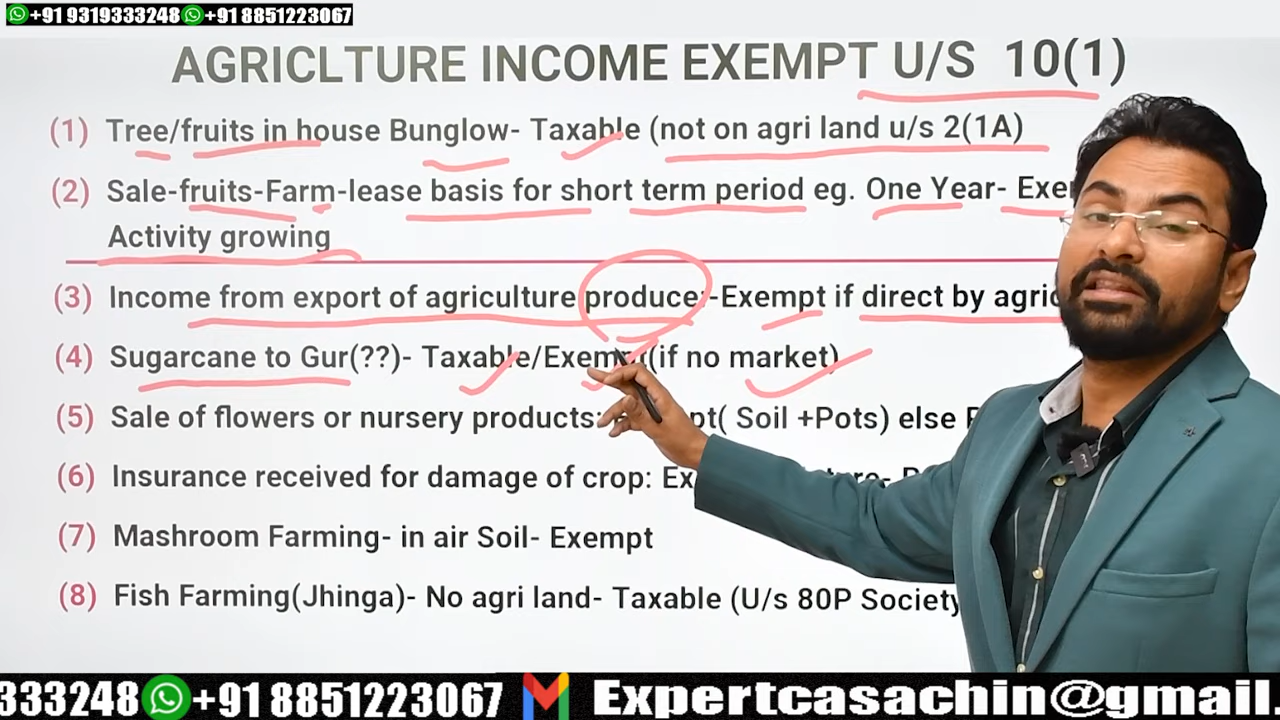 +91 9319333248 +91 8851223067
AGRICLTURE INCOME EXEMPT U/S 10(1)
(1) Tree/fruits in house Bunglow- Taxable (not on agri land u/s 2(1A)
(2) Sale-fruits-Farm-lease basis for short term period eg. One Year-
Activity growing
(3) Income from export of agriculture produce:-Exempt if direct by
(4) Sugarcane to Gur(??)- Taxable/Exempt(if no market)
(5) Sale of flowers or nursery products: ( Soil +Pots) else
(6) Insurance received for damage of crop:
(7) Mashroom Farming- in air Soil- Exempt
(8) Fish Farming(Jhinga)- No agri land- Taxable (U/s 80P Society
333248 +91 8851223067 Expertcasachin@gmail.